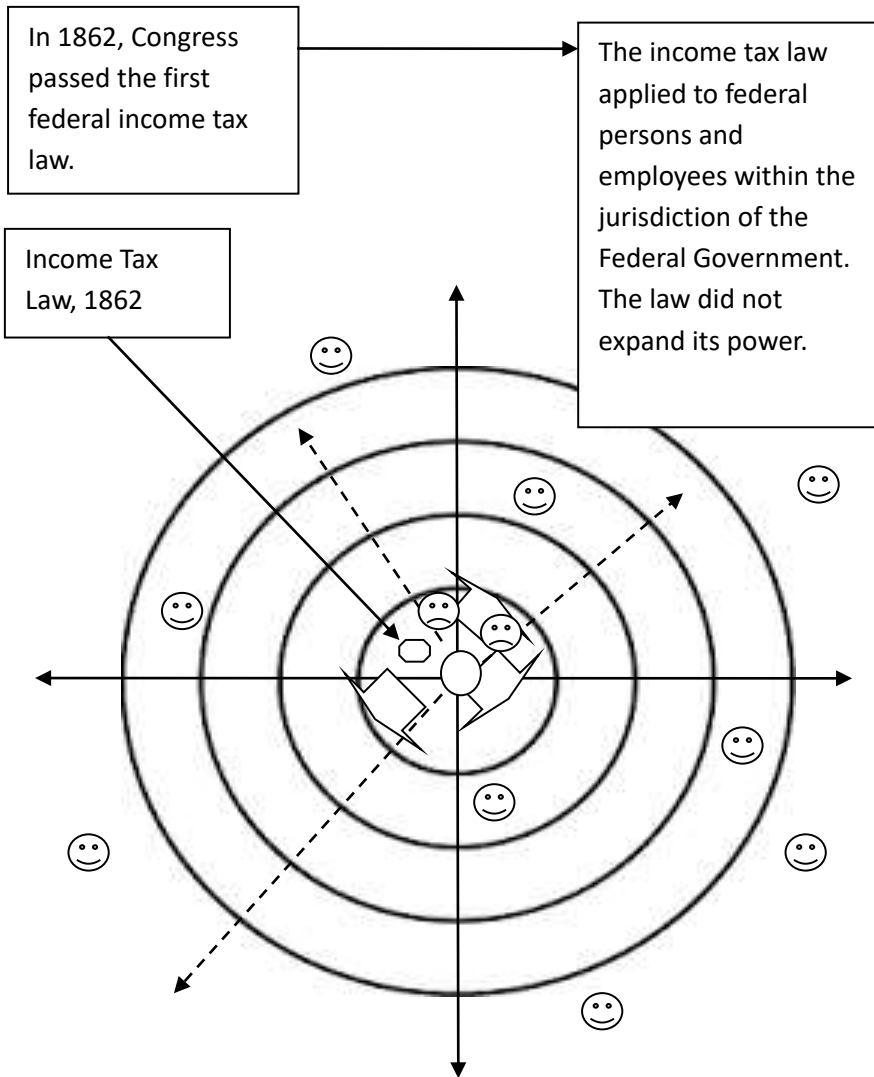 In 1862, Congress
passed the first
federal income tax
law.
The income tax law
applied to federal
persons and
employees within the
jurisdiction of the
Federal Government.
The law did not
expand its power.
Income Tax
Law, 1862